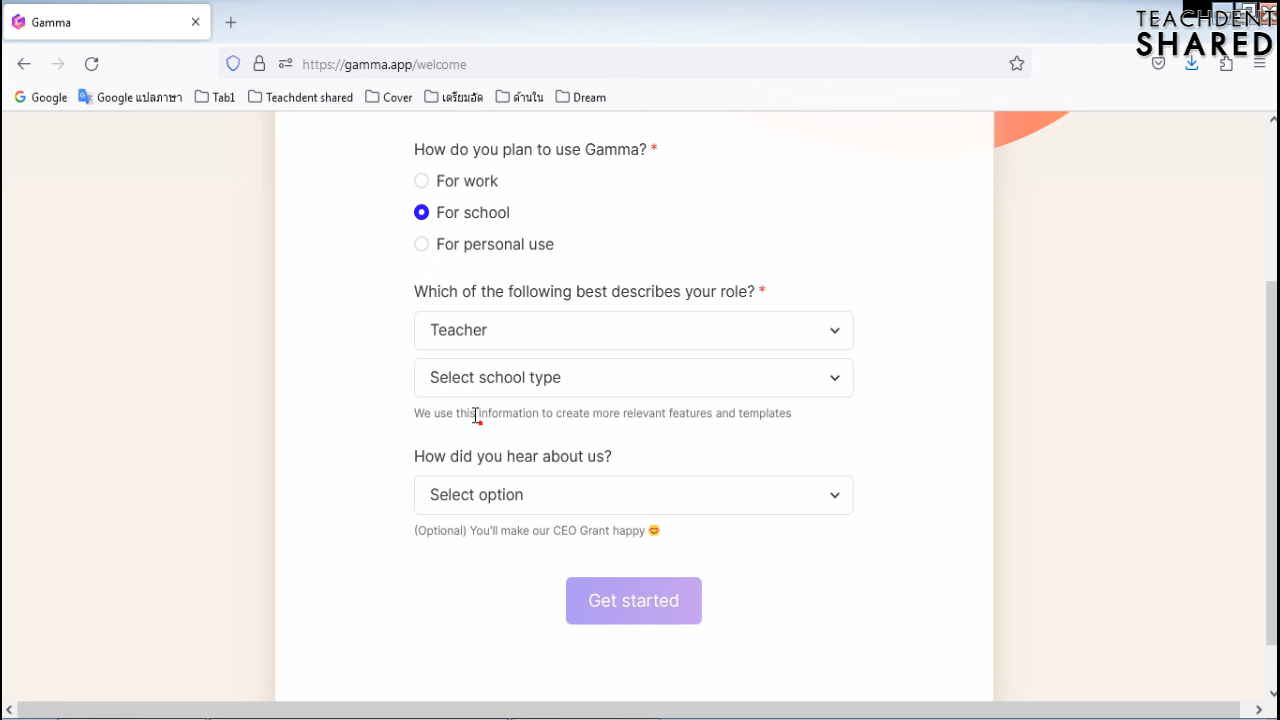 Gamma
TEACHDENT
SHARED
https://gamma.app/welcome
Google
Google แปลภาษา
Tab1
Teachdent shared
Cover
เตรียมอัด
ด้านใน
Dream
How do you plan to use Gamma? *
For work
For school
For personal use
Which of the following best describes your role? *
Teacher
Select school type
We use this information to create more relevant features and templates
How did you hear about us?
Select option
(Optional) You'll make our CEO Grant happy 😊
Get started